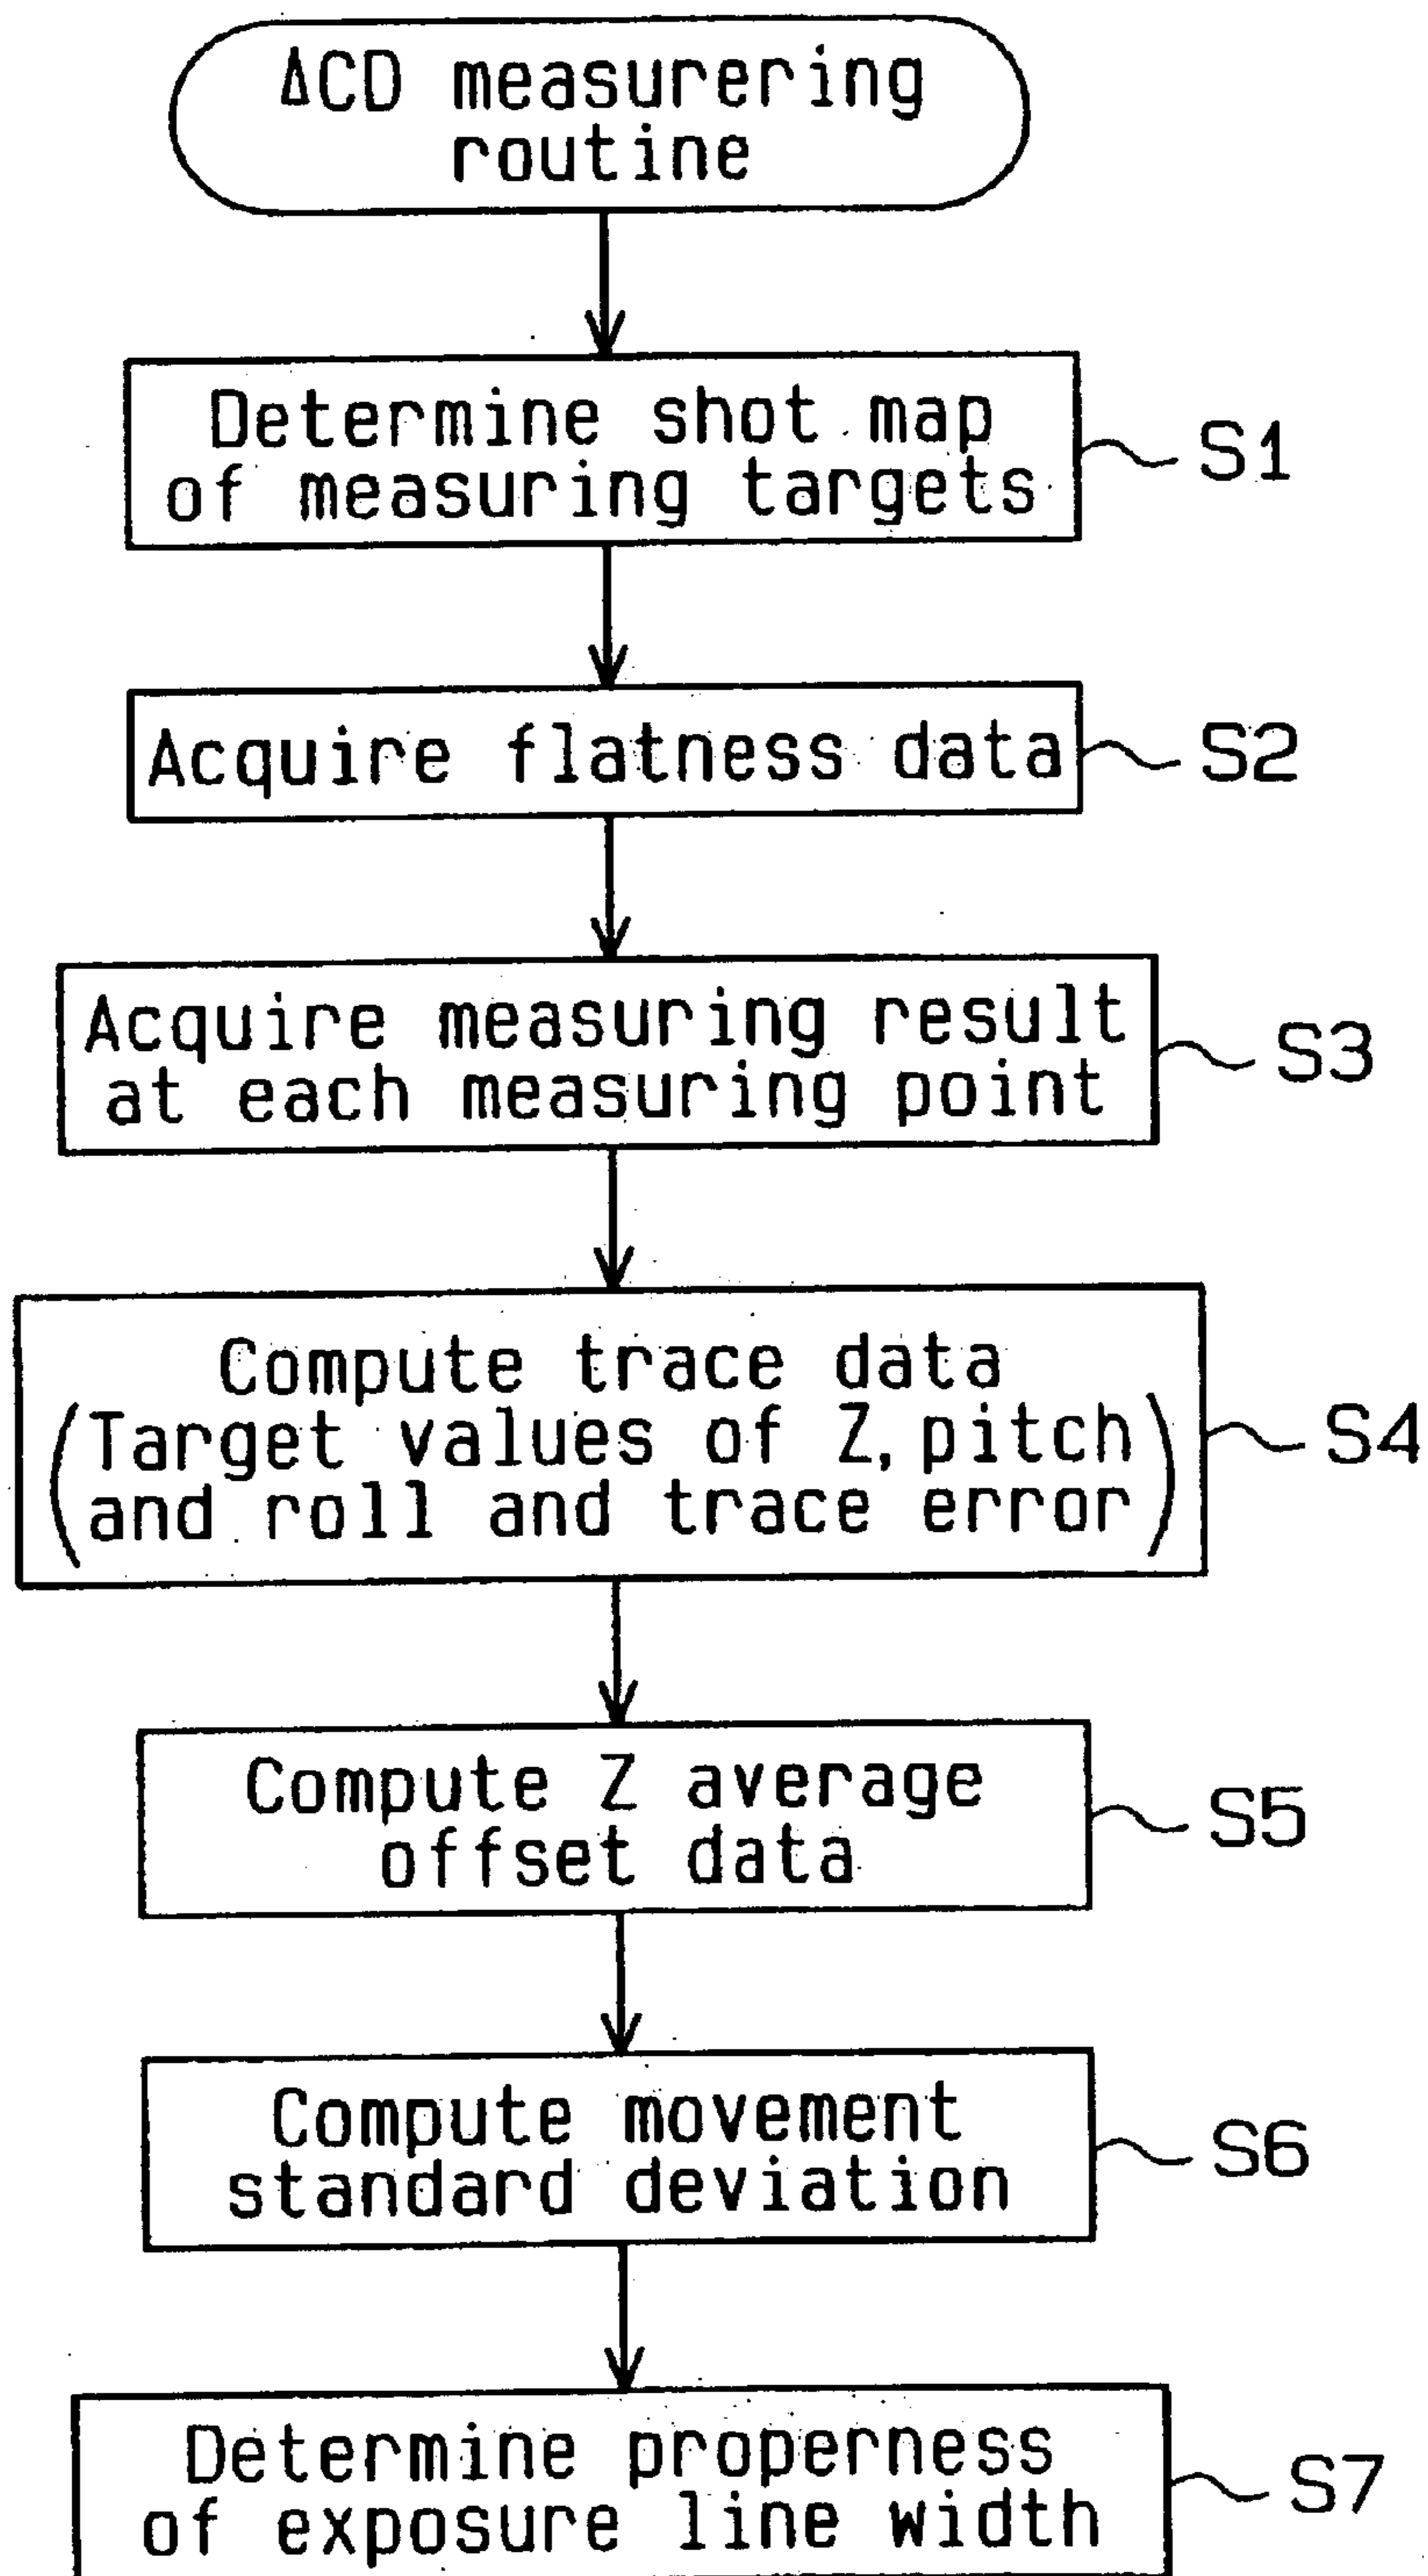 ΔCD measurering
routine
Determine shot map
of measuring targets
S1
Acquire flatness data
S2
Acquire measuring result
at each measuring point
S3
Compute trace data
(Target values of Z, pitch
and roll and trace error)
S4
Compute Z average
offset data
S5
Compute movement
standard deviation
S6
Determine properness
of exposure line width
S7